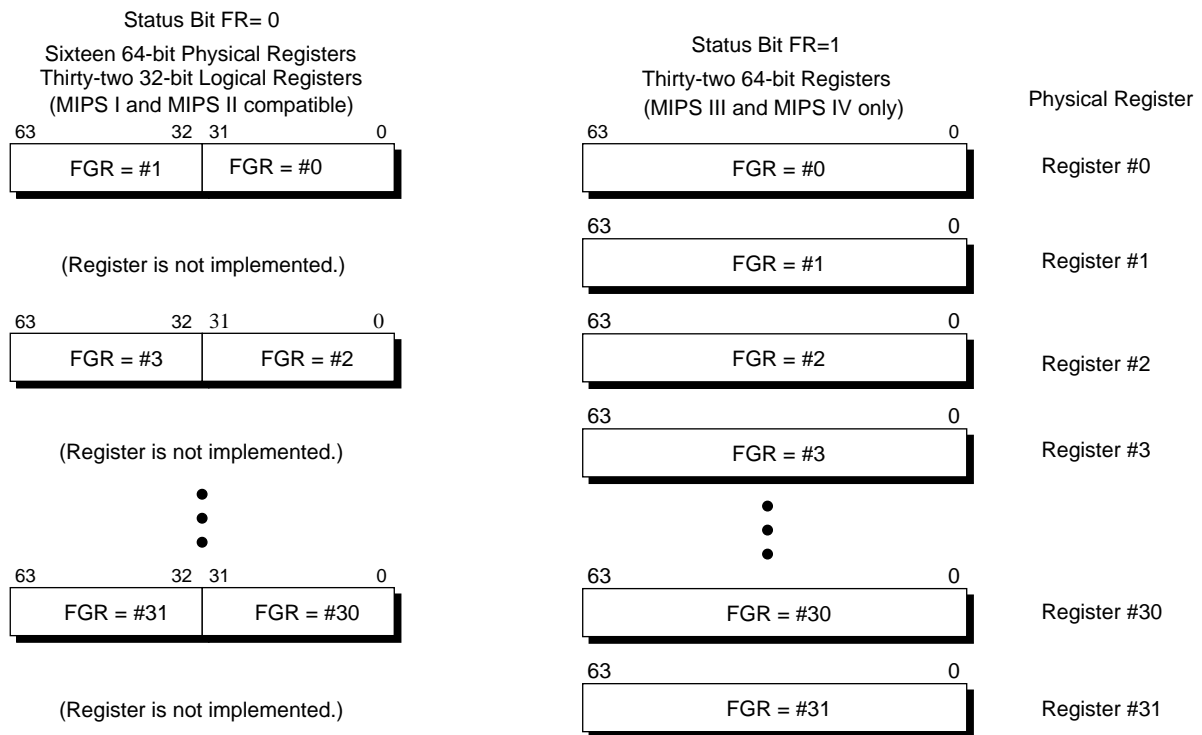 Status Bit FR= 0
Sixteen 64-bit Physical Registers
Thirty-two 32-bit Logical Registers
(MIPS I and MIPS II compatible)
Status Bit FR=1
Thirty-two 64-bit Registers
(MIPS III and MIPS IV only)
Physical Register
63 32 31 0
FGR = #1 FGR = #0
63 0
FGR = #0
Register #0
(Register is not implemented.)
63 0
FGR = #1
Register #1
63 32 31 0
FGR = #3 FGR = #2
63 0
FGR = #2
Register #2
(Register is not implemented.)
63 0
FGR = #3
Register #3
63 32 31 0
FGR = #31 FGR = #30
63 0
FGR = #30
Register #30
(Register is not implemented.)
63 0
FGR = #31
Register #31